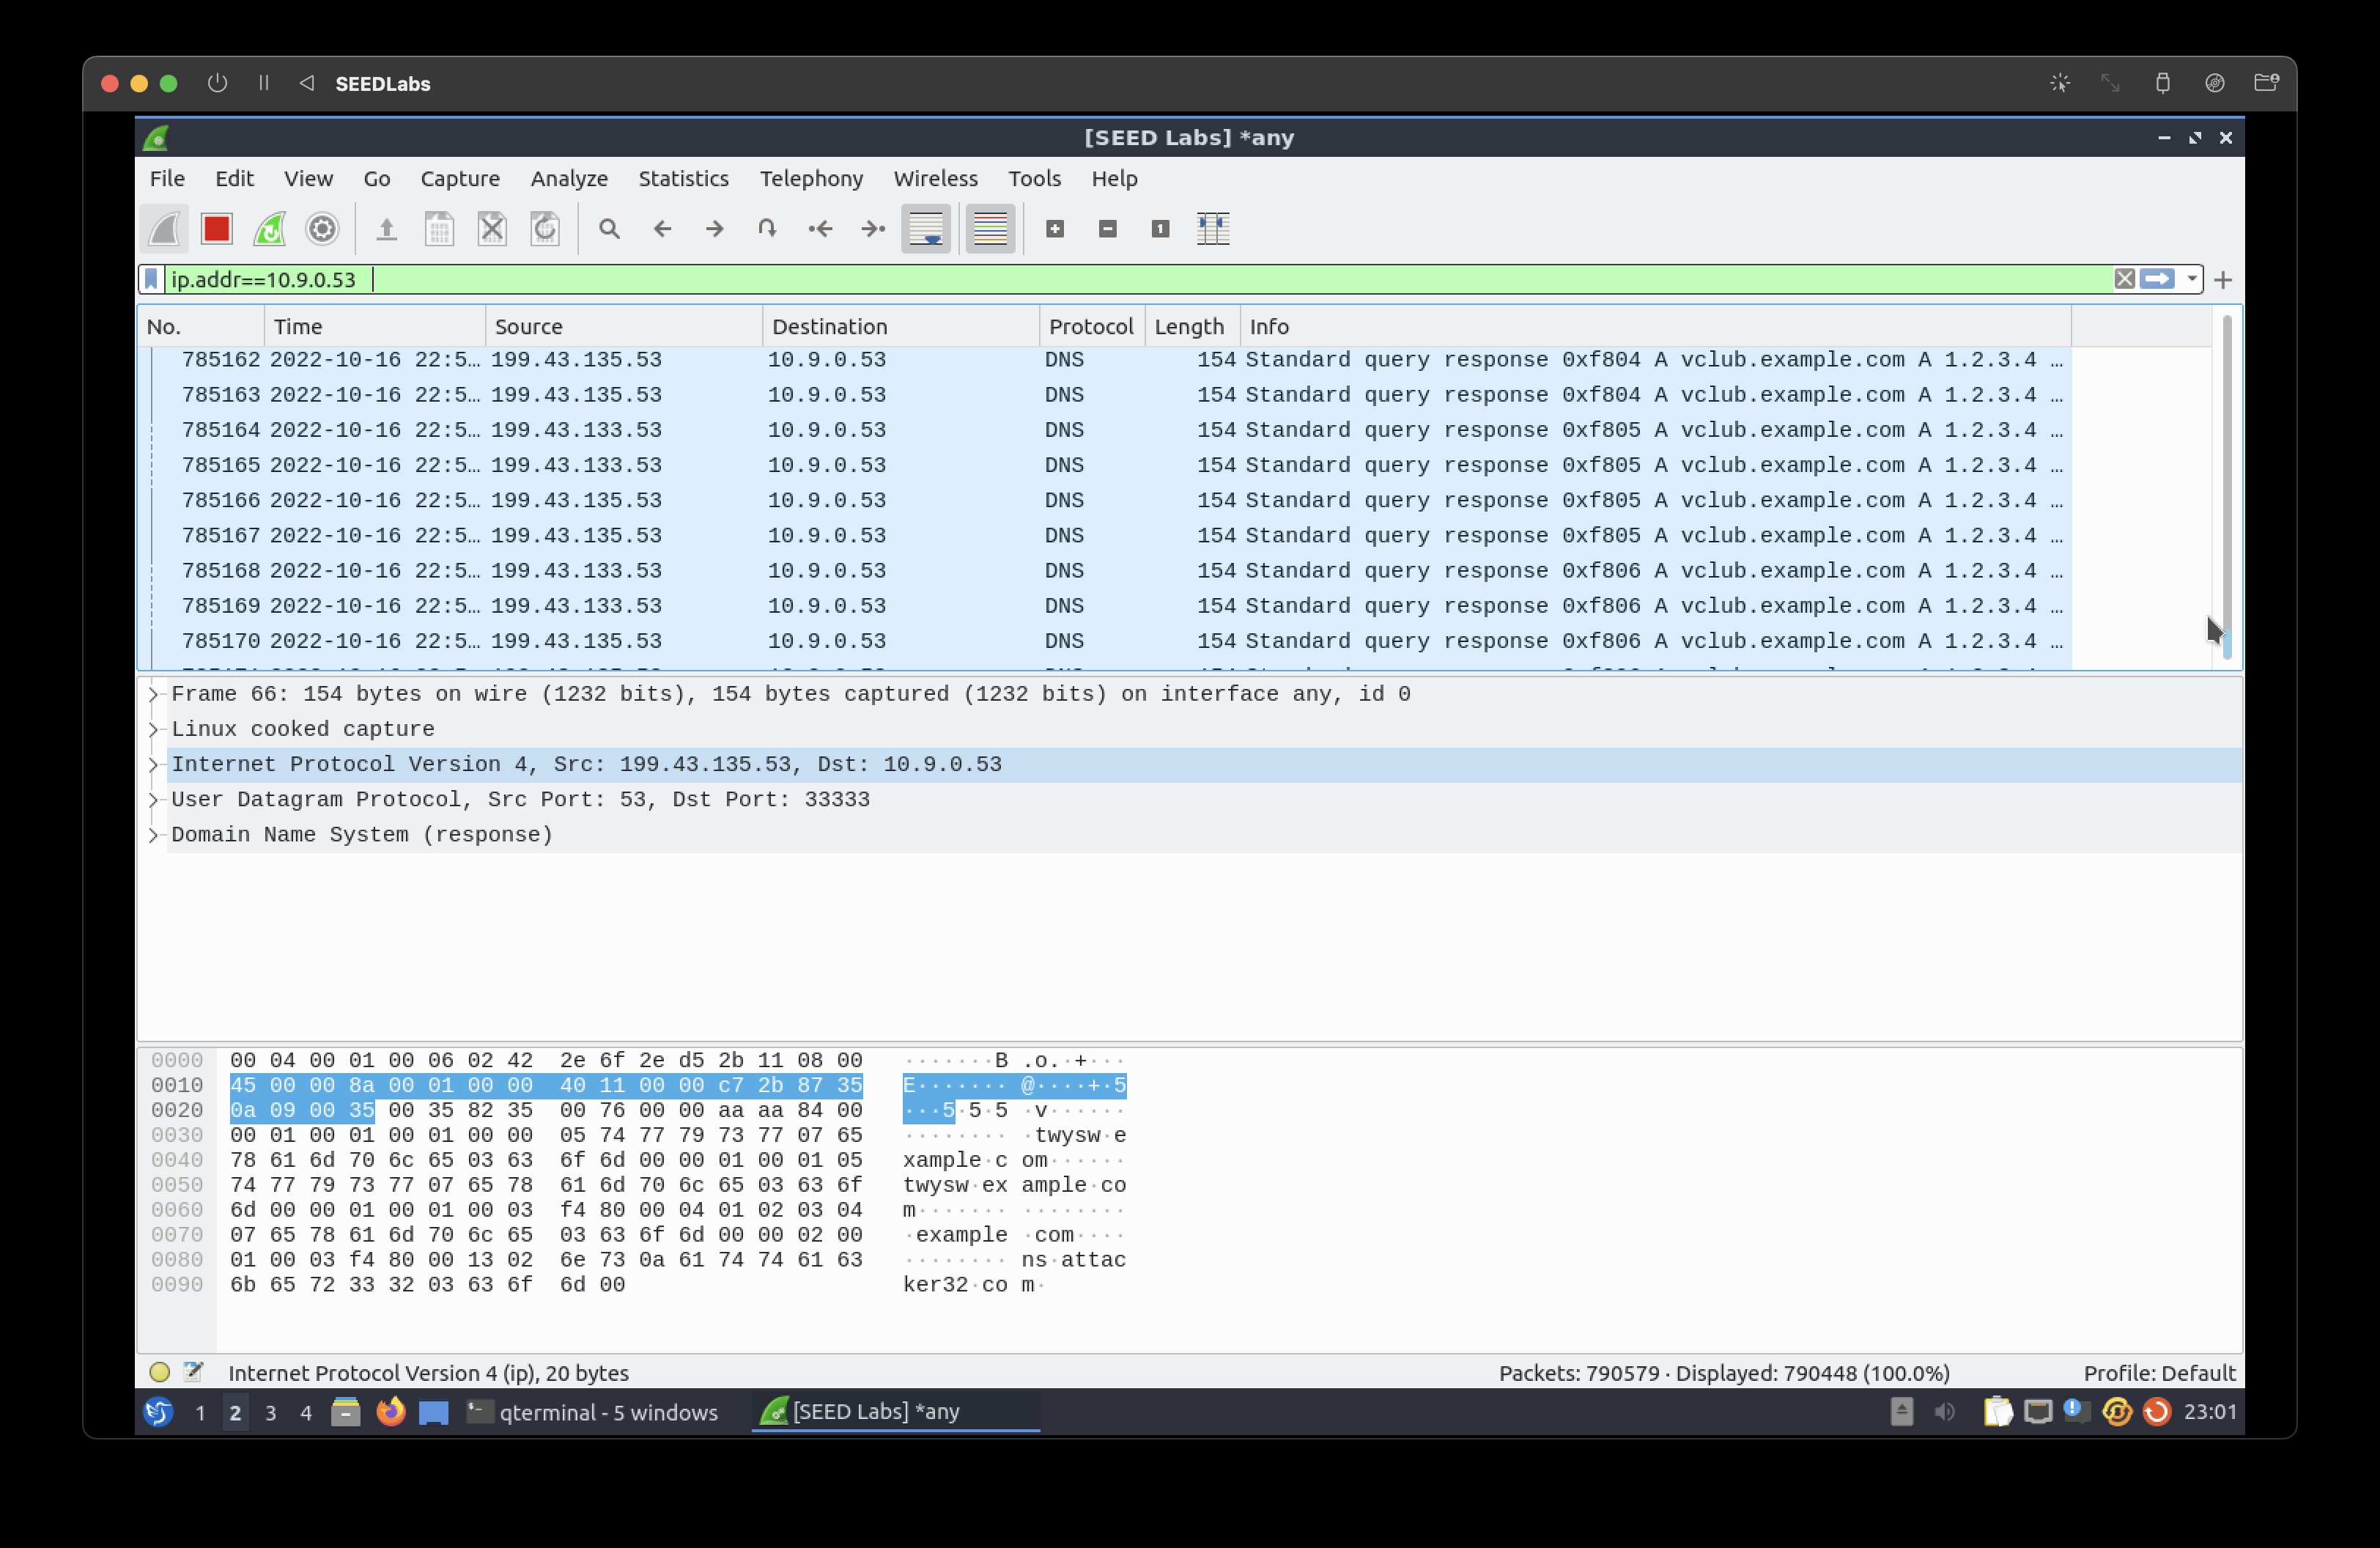 SEEDLabs
[SEED Labs] *any
File Edit View Go Capture Analyze Statistics Telephony Wireless Tools Help
ip.addr==10.9.0.53
No. Time Source Destination Protocol Length Info
785162 2022-10-16 22:5… 199.43.135.53 10.9.0.53 DNS 154 Standard query response 0xf804 A vclub.example.com A 1.2.3.4 …
785163 2022-10-16 22:5… 199.43.135.53 10.9.0.53 DNS 154 Standard query response 0xf804 A vclub.example.com A 1.2.3.4 …
785164 2022-10-16 22:5… 199.43.133.53 10.9.0.53 DNS 154 Standard query response 0xf805 A vclub.example.com A 1.2.3.4 …
785165 2022-10-16 22:5… 199.43.133.53 10.9.0.53 DNS 154 Standard query response 0xf805 A vclub.example.com A 1.2.3.4 …
785166 2022-10-16 22:5… 199.43.135.53 10.9.0.53 DNS 154 Standard query response 0xf805 A vclub.example.com A 1.2.3.4 …
785167 2022-10-16 22:5… 199.43.135.53 10.9.0.53 DNS 154 Standard query response 0xf805 A vclub.example.com A 1.2.3.4 …
785168 2022-10-16 22:5… 199.43.133.53 10.9.0.53 DNS 154 Standard query response 0xf806 A vclub.example.com A 1.2.3.4 …
785169 2022-10-16 22:5… 199.43.133.53 10.9.0.53 DNS 154 Standard query response 0xf806 A vclub.example.com A 1.2.3.4 …
785170 2022-10-16 22:5… 199.43.135.53 10.9.0.53 DNS 154 Standard query response 0xf806 A vclub.example.com A 1.2.3.4 …
Frame 66: 154 bytes on wire (1232 bits), 154 bytes captured (1232 bits) on interface any, id 0
Linux cooked capture
Internet Protocol Version 4, Src: 199.43.135.53, Dst: 10.9.0.53
User Datagram Protocol, Src Port: 53, Dst Port: 33333
Domain Name System (response)
0000 00 04 00 01 00 06 02 42 2e 6f 2e d5 2b 11 08 00 ·······B .o.·+···
0010 45 00 00 8a 00 01 00 00 40 11 00 00 c7 2b 87 35 E······· @····+·5
0020 0a 09 00 35 00 35 82 35 00 76 00 00 aa aa 84 00 ···5·5·5 ·v······
0030 00 01 00 01 00 01 00 00 05 74 77 79 73 77 07 65 ········ ·twysw·e
0040 78 61 6d 70 6c 65 03 63 6f 6d 00 00 01 00 01 05 xample·c om······
0050 74 77 79 73 77 07 65 78 61 6d 70 6c 65 03 63 6f twysw·ex ample·co
0060 6d 00 00 01 00 01 00 03 f4 80 00 04 01 02 03 04 m······· ········
0070 07 65 78 61 6d 70 6c 65 03 63 6f 6d 00 00 02 00 ·example ·com····
0080 01 00 03 f4 80 00 13 02 6e 73 0a 61 74 74 61 63 ········ ns·attac
0090 6b 65 72 33 32 03 63 6f 6d 00 ker32·co m·
Internet Protocol Version 4 (ip), 20 bytes Packets: 790579 · Displayed: 790448 (100.0%) Profile: Default
1 2 3 4 qterminal - 5 windows [SEED Labs] *any 23:01